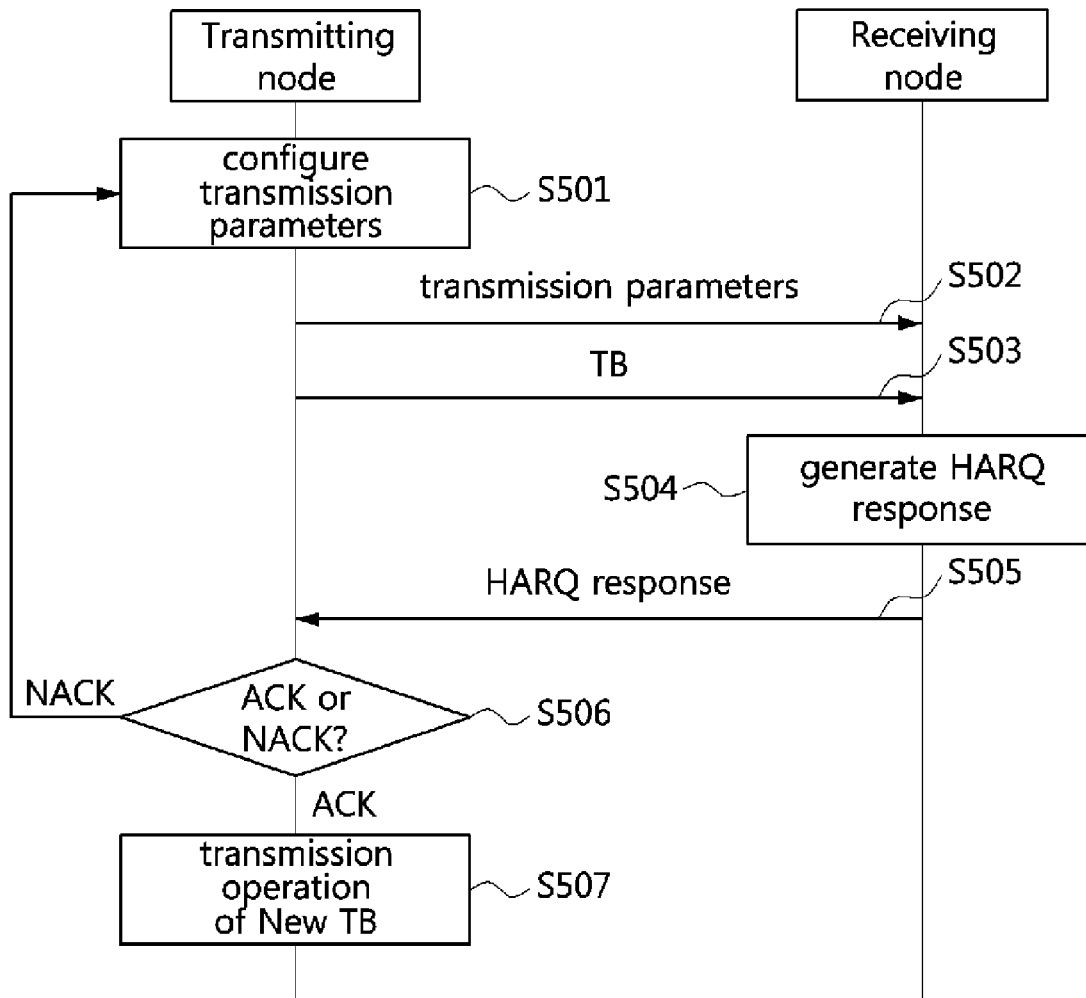 Transmitting
node
Receiving
node
configure
transmission
parameters
S501
transmission parameters
S502
TB
S503
generate HARQ
response
S504
HARQ response
S505
NACK
ACK or
NACK?
S506
ACK
transmission
operation
of New TB
S507